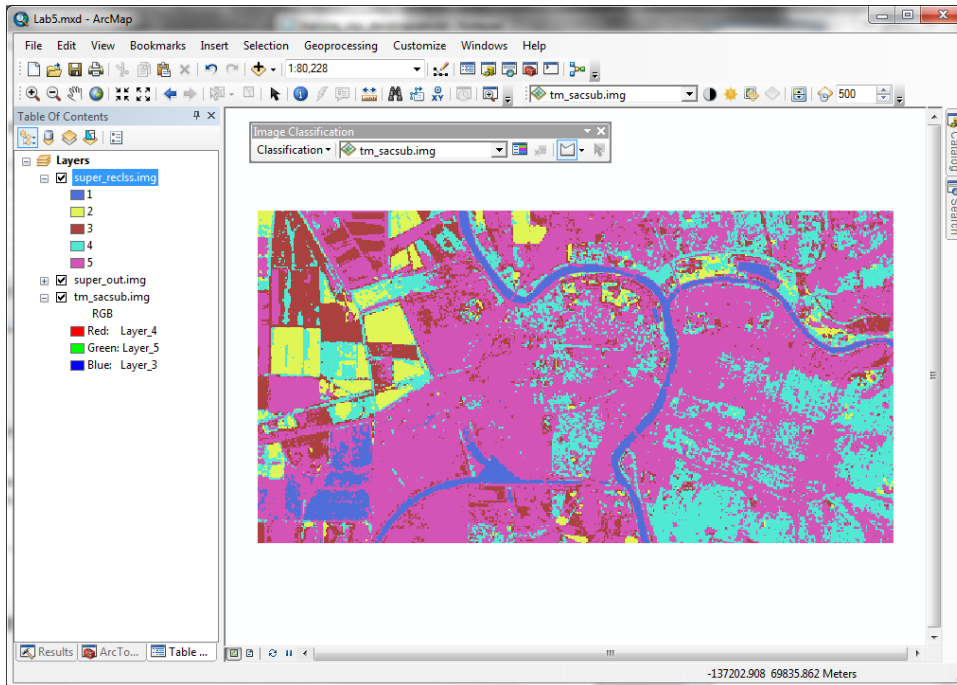 Lab5.mxd - ArcMap
File Edit View Bookmarks Insert Selection Geoprocessing Customize Windows Help
1:80,228
tm_sacsub.img 500
Table Of Contents
Image Classification
Classification tm_sacsub.img
Layers
super_reclss.img
1
2
3
4
5
super_out.img
tm_sacsub.img
RGB
Red: Layer_4
Green: Layer_5
Blue: Layer_3
Catalog
Search
Results ArcTo... Table ...
-137202.908 69835.862 Meters